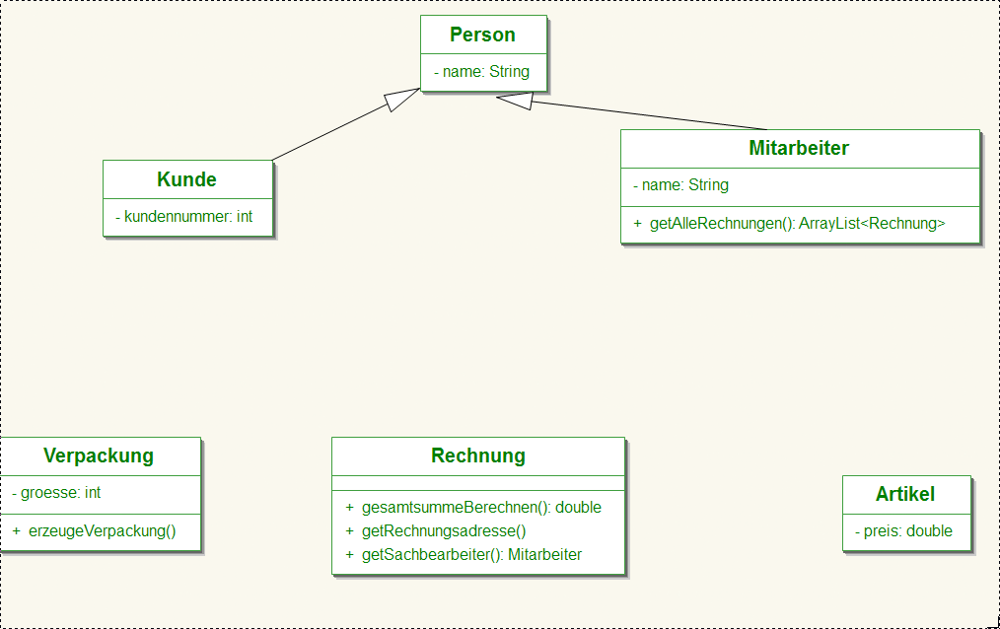 Person
- name: String
Kunde
- kundennummer: int
Mitarbeiter
- name: String
+ getAlleRechnungen(): ArrayList<Rechnung>
Verpackung
- groesse: int
+ erzeugeVerpackung()
Rechnung
+ gesamtsummeBerechnen(): double
+ getRechnungsadresse()
+ getSachbearbeiter(): Mitarbeiter
Artikel
- preis: double